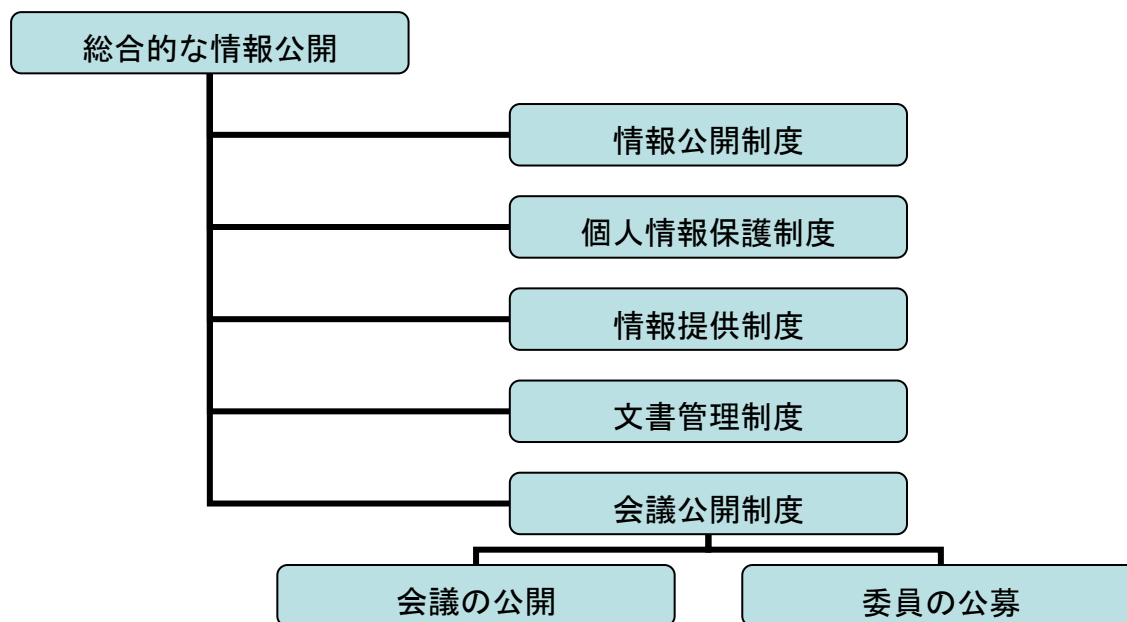 総合的な情報公開
情報公開制度
個人情報保護制度
情報提供制度
文書管理制度
会議公開制度
会議の公開
委員の公募